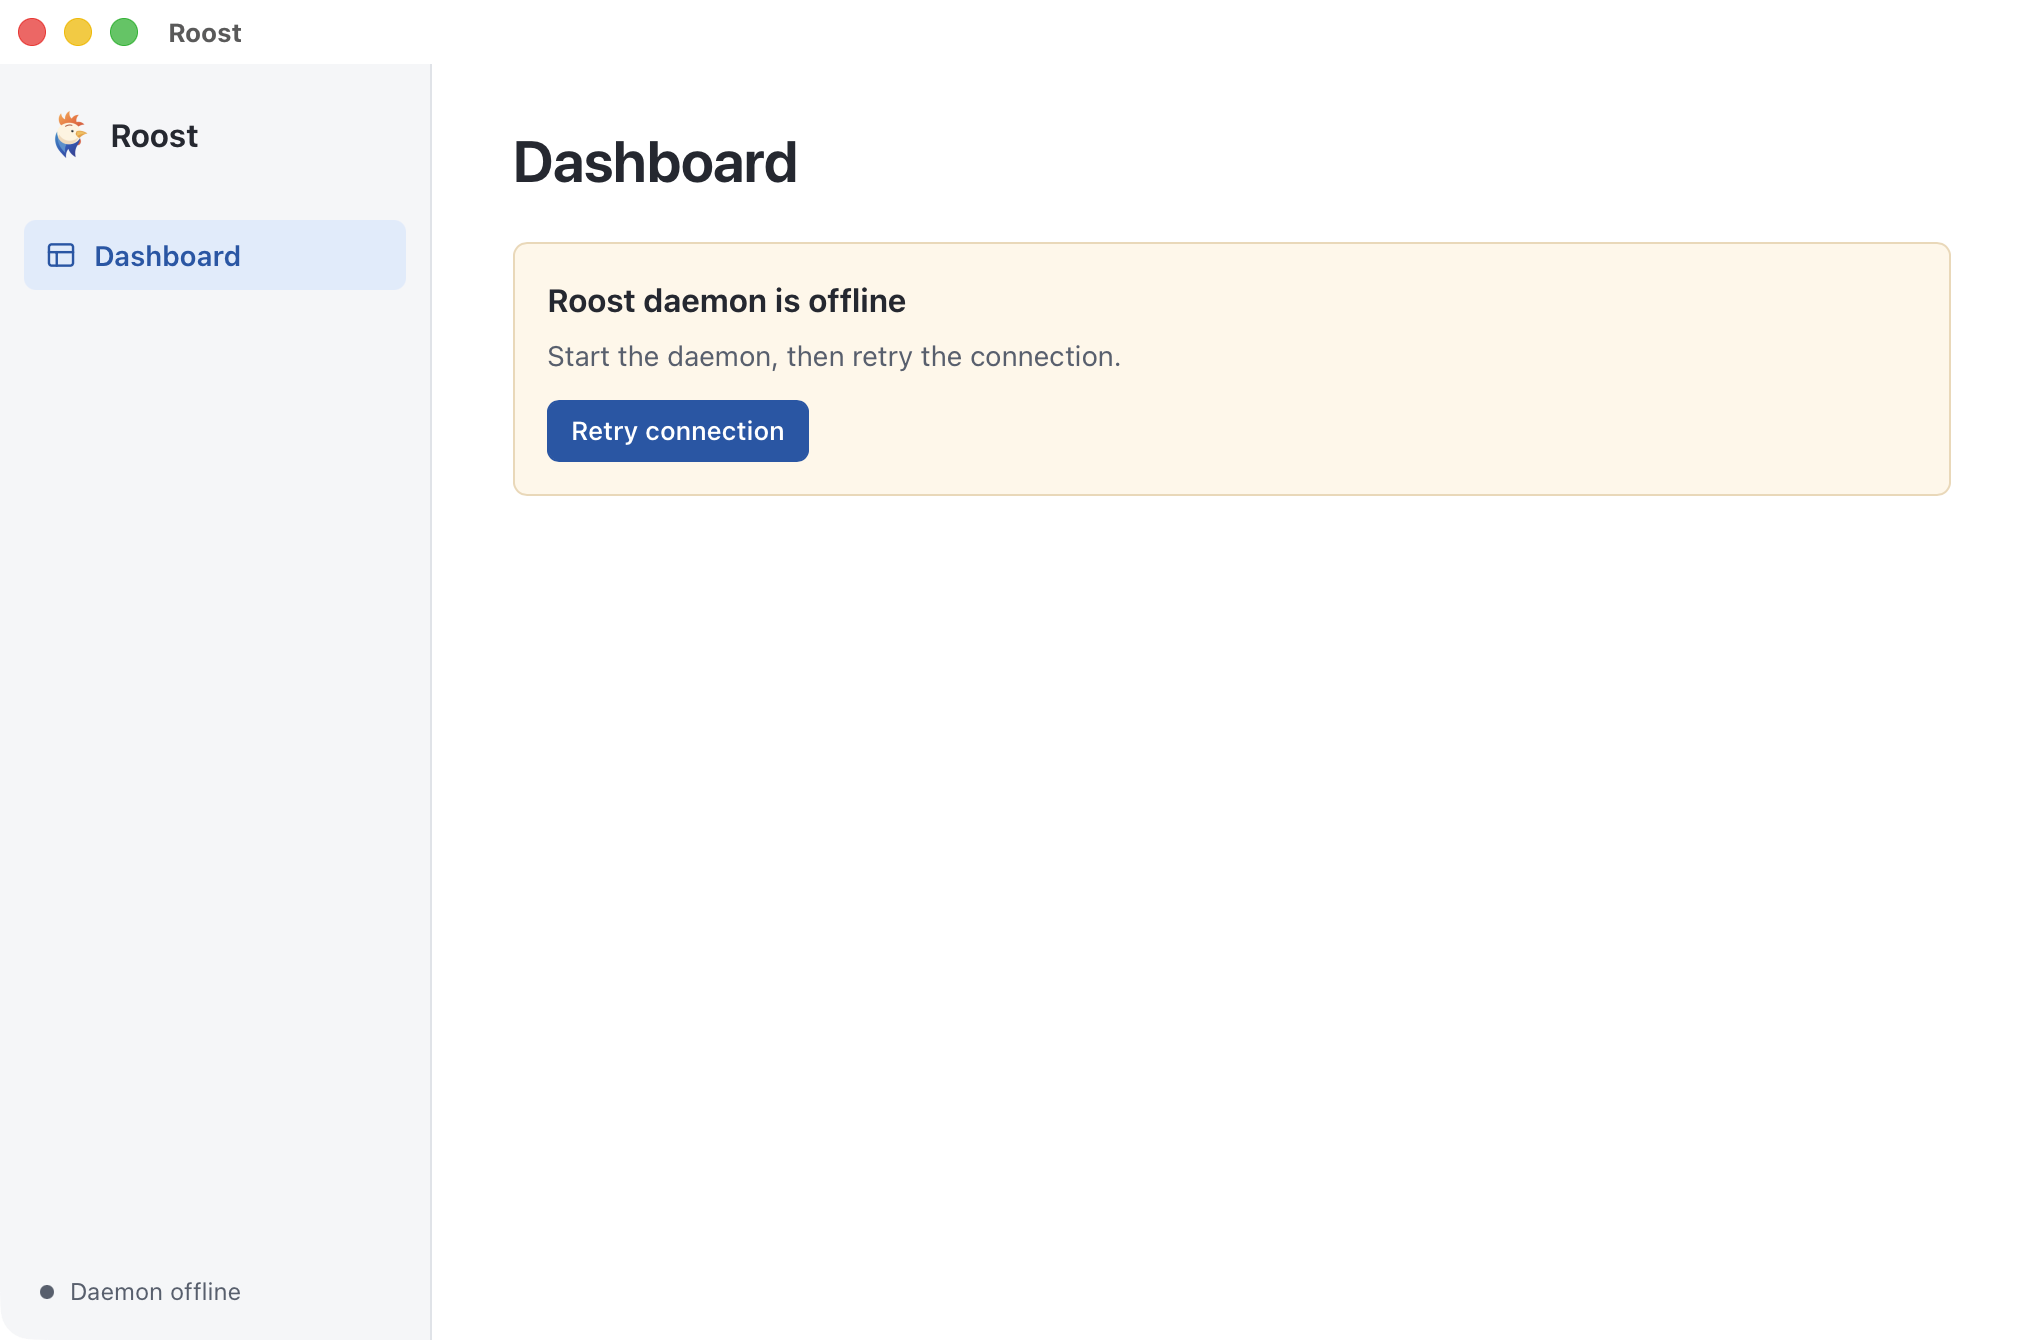 Roost
Roost
Dashboard
Daemon offline
Dashboard
Roost daemon is offline
Start the daemon, then retry the connection.
Retry connection